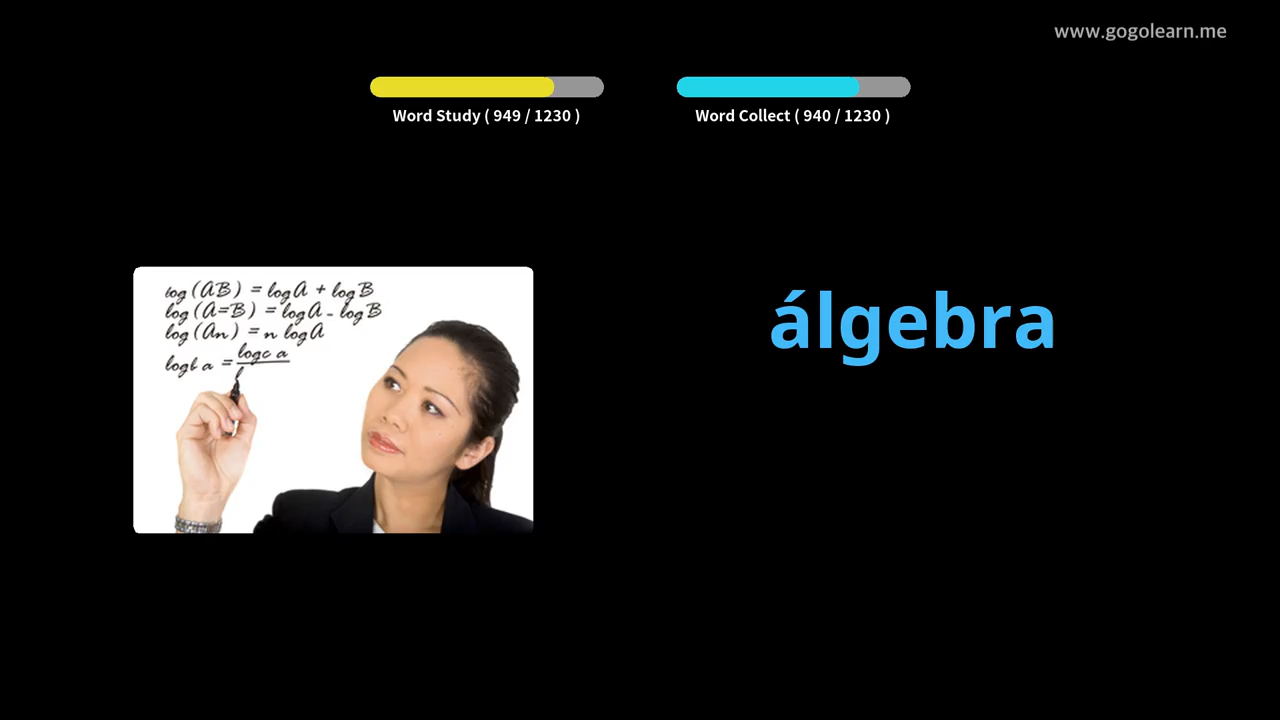 www.gogolearn.me
Word Study ( 949 / 1230 )
Word Collect ( 940 / 1230 )
log (AB) = log A + log B
log (A=B) = log A - log B
log (An) = n log A
logb a = logc a
álgebra